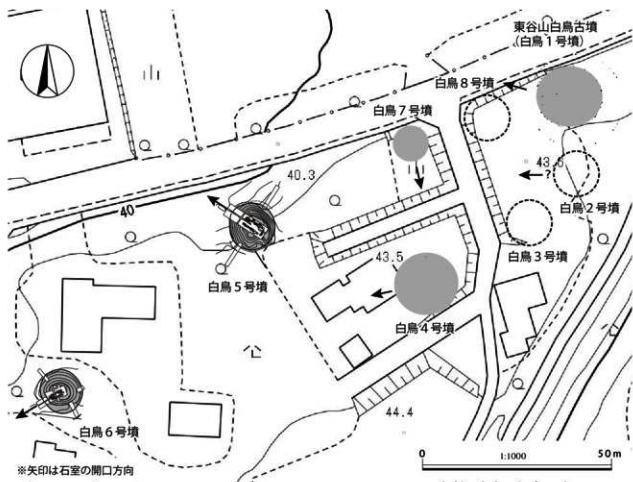 東谷山白鳥古墳
(白鳥1号墳)
白鳥8号墳
白鳥7号墳
40.3
43.6
?
40
白鳥2号墳
白鳥3号墳
43.5
白鳥5号墳
白鳥4号墳
44.4
白鳥6号墳
※矢印は石室の開口方向
0 1:1000 50m